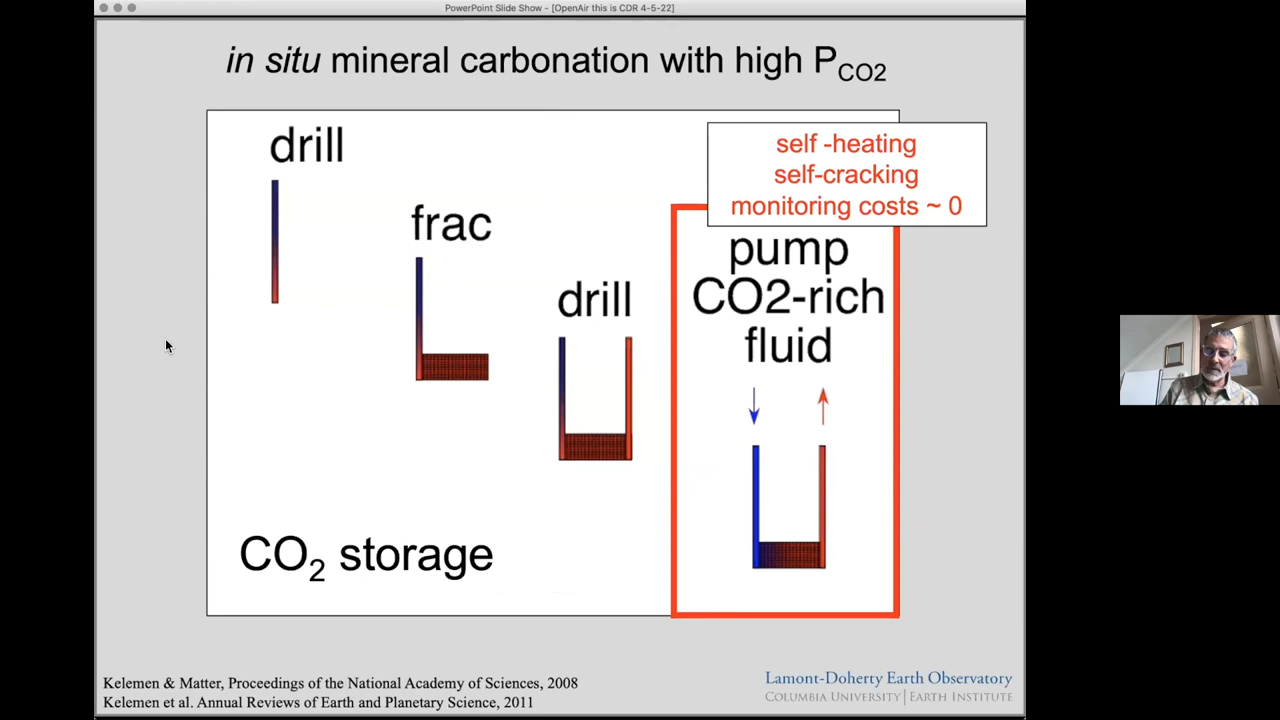 PowerPoint Slide Show - [OpenAir this is CDR 4-5-22]
in situ mineral carbonation with high PCO2
drill
frac
drill
self -heating
self-cracking
monitoring costs ~ 0
pump
CO2-rich
fluid
CO2 storage
Kelemen & Matter, Proceedings of the National Academy of Sciences, 2008
Kelemen et al. Annual Reviews of Earth and Planetary Science, 2011
Lamont-Doherty Earth Observatory
COLUMBIA UNIVERSITY | EARTH INSTITUTE